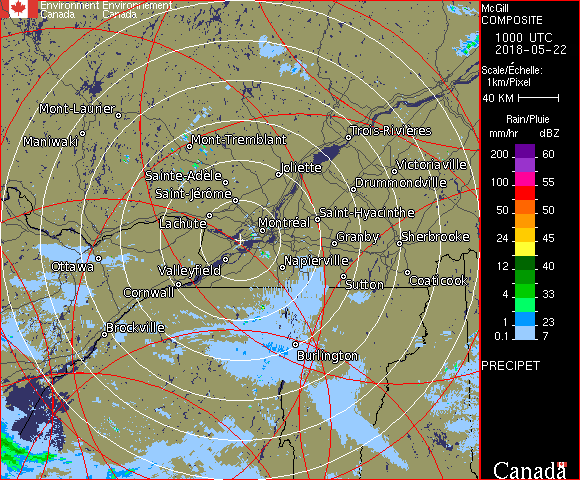 Environment Environnement
Canada Canada
McGill
COMPOSITE
1000 UTC
2018-05-22
Scale/Échelle:
1km/Pixel
40 KM
Rain/Pluie
mm/hr dBZ
200 60
100 55
50 50
24 45
12 40
4 33
1 23
0.1 7
PRECIPET
Canada
Mont-Laurier
Maniwaki
Mont-Tremblant
Trois-Rivières
Sainte-Adèle
Joliette
Victoriaville
Saint-Jérôme
Drummondville
Lachute
Montréal
Saint-Hyacinthe
Granby
Sherbrooke
Ottawa
Valleyfield
Napierville
Cornwall
Sutton
Coaticook
Brockville
Burlington